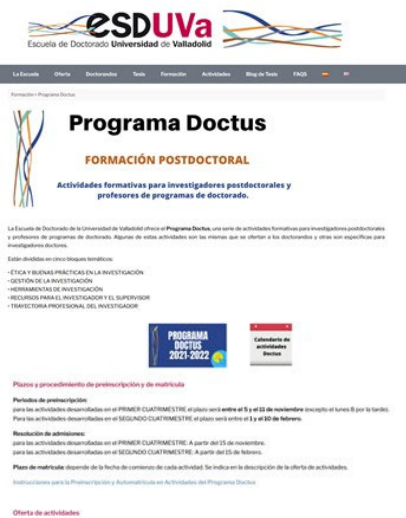 esDUVa
Escuela de Doctorado Universidad de Valladolid
La Escuela Oferta Doctorandos Tesis Formación Actividades Blog de Tesis FAQS
Formación > Programa Doctus
Programa Doctus
FORMACIÓN POSTDOCTORAL
Actividades formativas para investigadores postdoctorales y
profesores de programas de doctorado.
La Escuela de Doctorado de la Universidad de Valladolid ofrece el Programa Doctus, una serie de actividades formativas para investigadores postdoctorales
y profesores de programas de doctorado. Algunas de estas actividades son las mismas que se ofertan a los doctorandos y otras son específicas para
investigadores doctores.
Están divididas en cinco bloques temáticos:
• ÉTICA Y BUENAS PRÁCTICAS EN LA INVESTIGACIÓN
• GESTIÓN DE LA INVESTIGACIÓN
• HERRAMIENTAS DE INVESTIGACIÓN
• RECURSOS PARA EL INVESTIGADOR Y EL SUPERVISOR
• TRAYECTORIA PROFESIONAL DEL INVESTIGADOR
PROGRAMA
DOCTUS
2021-2022
Calendario de
actividades
Doctus
Plazos y procedimiento de preinscripción y de matrícula
Periodos de preinscripción:
para las actividades desarrolladas en el PRIMER CUATRIMESTRE el plazo será entre el 5 y el 11 de noviembre (excepto el lunes 8 por la tarde).
Para las actividades desarrolladas en el SEGUNDO CUATRIMESTRE el plazo será entre el 1 y el 10 de febrero.
Resolución de admisiones:
para las actividades desarrolladas en el PRIMER CUATRIMESTRE: A partir del 15 de noviembre.
para las actividades desarrolladas en el SEGUNDO CUATRIMESTRE: A partir del 15 de febrero.
Plazo de matrícula: depende de la fecha de comienzo de cada actividad. Se indica en la descripción de la oferta de actividades.
Instrucciones para la Preinscripción y Automatrícula en Actividades del Programa Doctus
Oferta de actividades